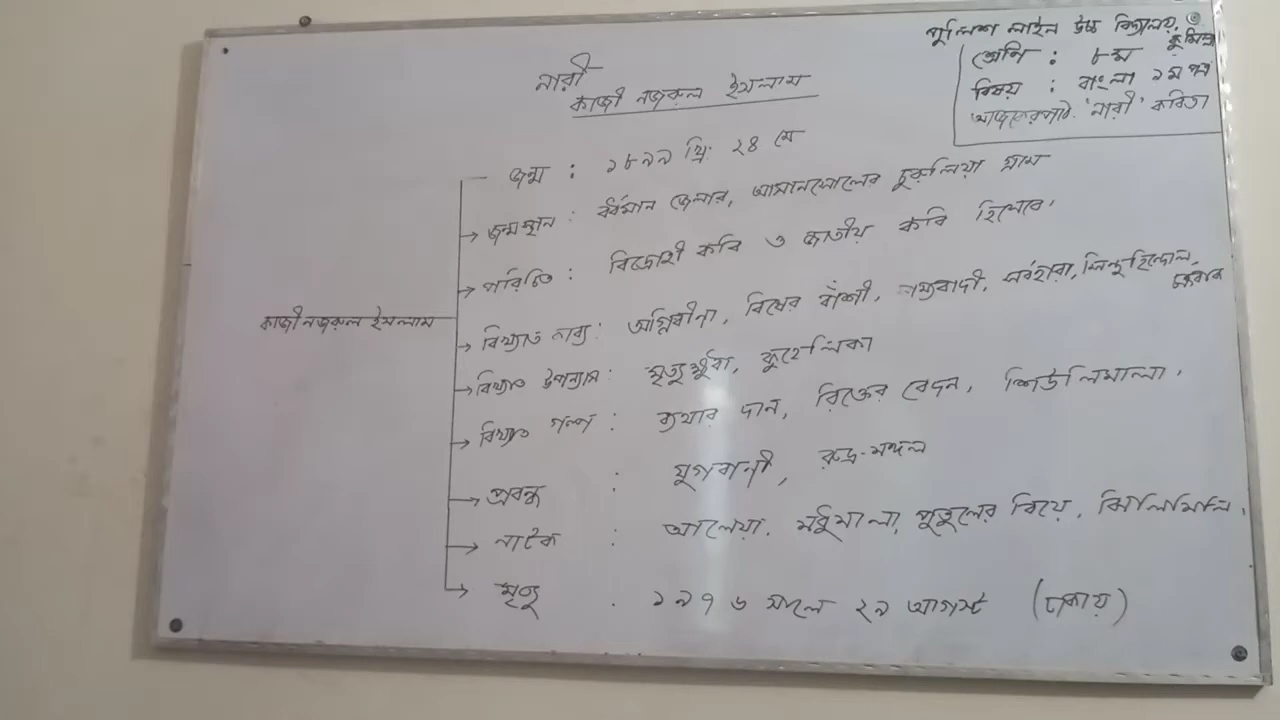 পুলিশ লাইন উচ্চ বিদ্যালয়, কুমিল্লা
শ্রেণি : ৮ম
বিষয় : বাংলা ১ম পত্র
আজকের পাঠ: 'নারী' কবিতা
নারী
কাজী নজরুল ইসলাম
কাজী নজরুল ইসলাম
জন্ম : ১৮৯৯ খ্রি: ২৪ মে
জন্মস্থান : বর্ধমান জেলার, আসানসোলের চুরুলিয়া গ্রাম
পরিচিত : বিদ্রোহী কবি ও জাতীয় কবি হিসেবে।
বিখ্যাত কাব্য : অগ্নিবীনা, বিষের বাঁশী, সাম্যবাদী, সর্বহারা, সিন্ধু হিন্দোল, চক্রবাক
বিখ্যাত উপন্যাস : মৃত্যুক্ষুধা, কুহেলিকা
বিখ্যাত গল্প : ব্যথার দান, রিক্তের বেদন, শিউলিমালা,
প্রবন্ধ : যুগবানী, রুদ্র-মঙ্গল
নাটক : আলেয়া, মধুমালা, পুতুলের বিয়ে, ঝিলিমিলি,
মৃত্যু : ১৯৭৬ সালে ২৯ আগস্ট (ঢাকায়)